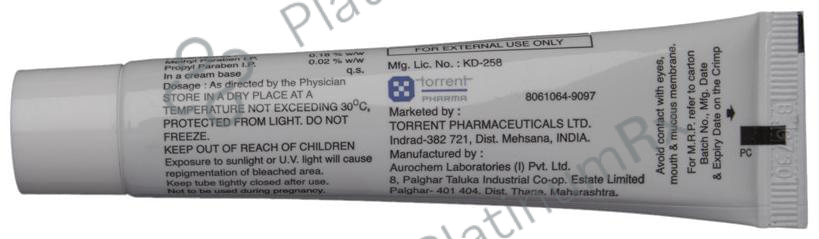 Methyl Paraben I.P. 0.18 % w/w
Propyl Paraben I.P. 0.02 % w/w
In a cream base q.s.
Dosage : As directed by the Physician
STORE IN A DRY PLACE AT A
TEMPERATURE NOT EXCEEDING 30°C,
PROTECTED FROM LIGHT. DO NOT
FREEZE.
KEEP OUT OF REACH OF CHILDREN
Exposure to sunlight or U.V. light will cause
repigmentation of bleached area.
Keep tube tightly closed after use.
Not to be used during pregnancy.
FOR EXTERNAL USE ONLY
Mfg. Lic. No. : KD-258
torrent
PHARMA
8061064-9097
Marketed by :
TORRENT PHARMACEUTICALS LTD.
Indrad-382 721, Dist. Mehsana, INDIA.
Manufactured by :
Aurochem Laboratories (I) Pvt. Ltd.
8, Palghar Taluka Industrial Co-op. Estate Limited
Palghar- 401 404, Dist. Thane, Maharashtra.
Avoid contact with eyes,
mouth & mucous membrane.
For M.R.P. refer to carton
Batch No., Mfg. Date
& Expiry Date on the Crimp
PS
PlatinumRx